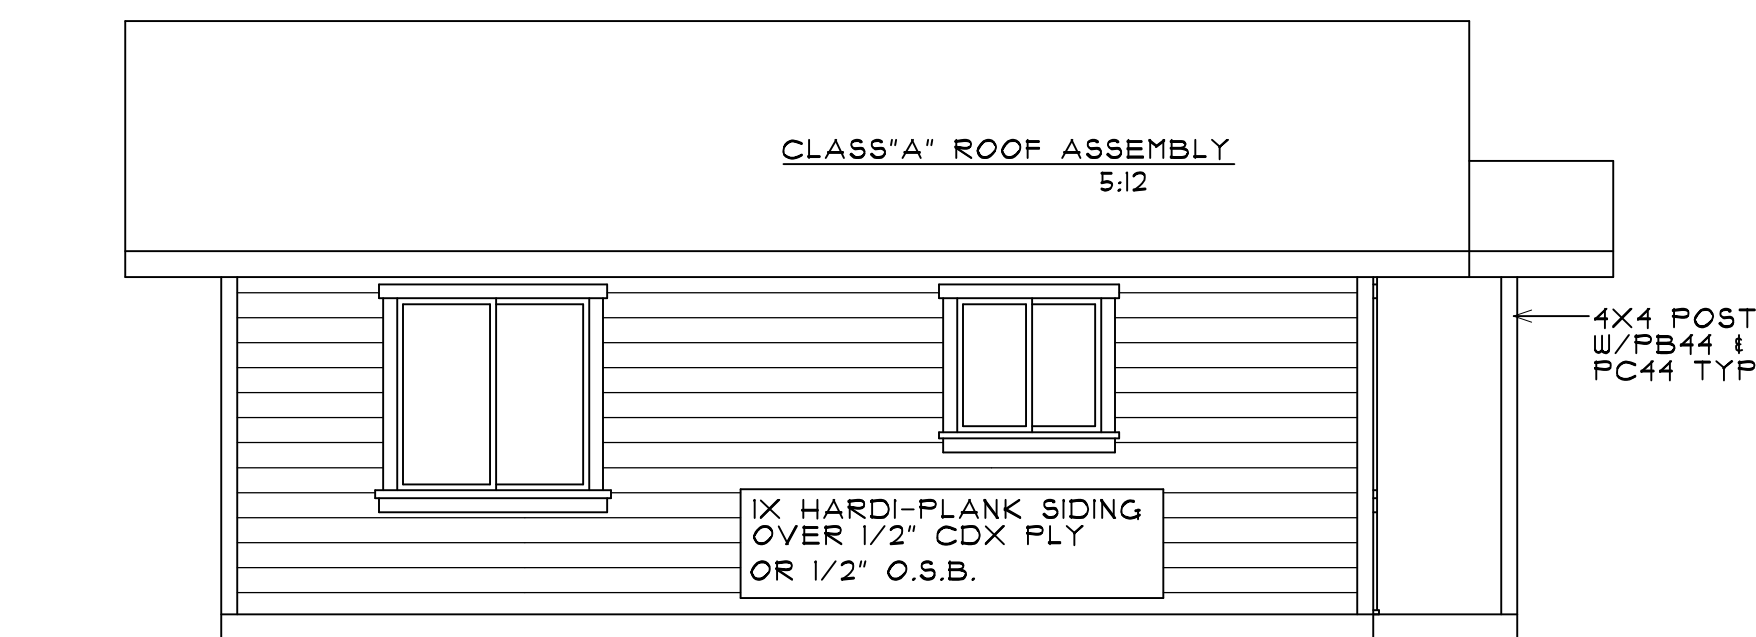 CLASS"A" ROOF ASSEMBLY
5:12
4X4 POST
W/PB44 &
PC44 TYP
1X HARDI-PLANK SIDING
OVER 1/2" CDX PLY
OR 1/2" O.S.B.